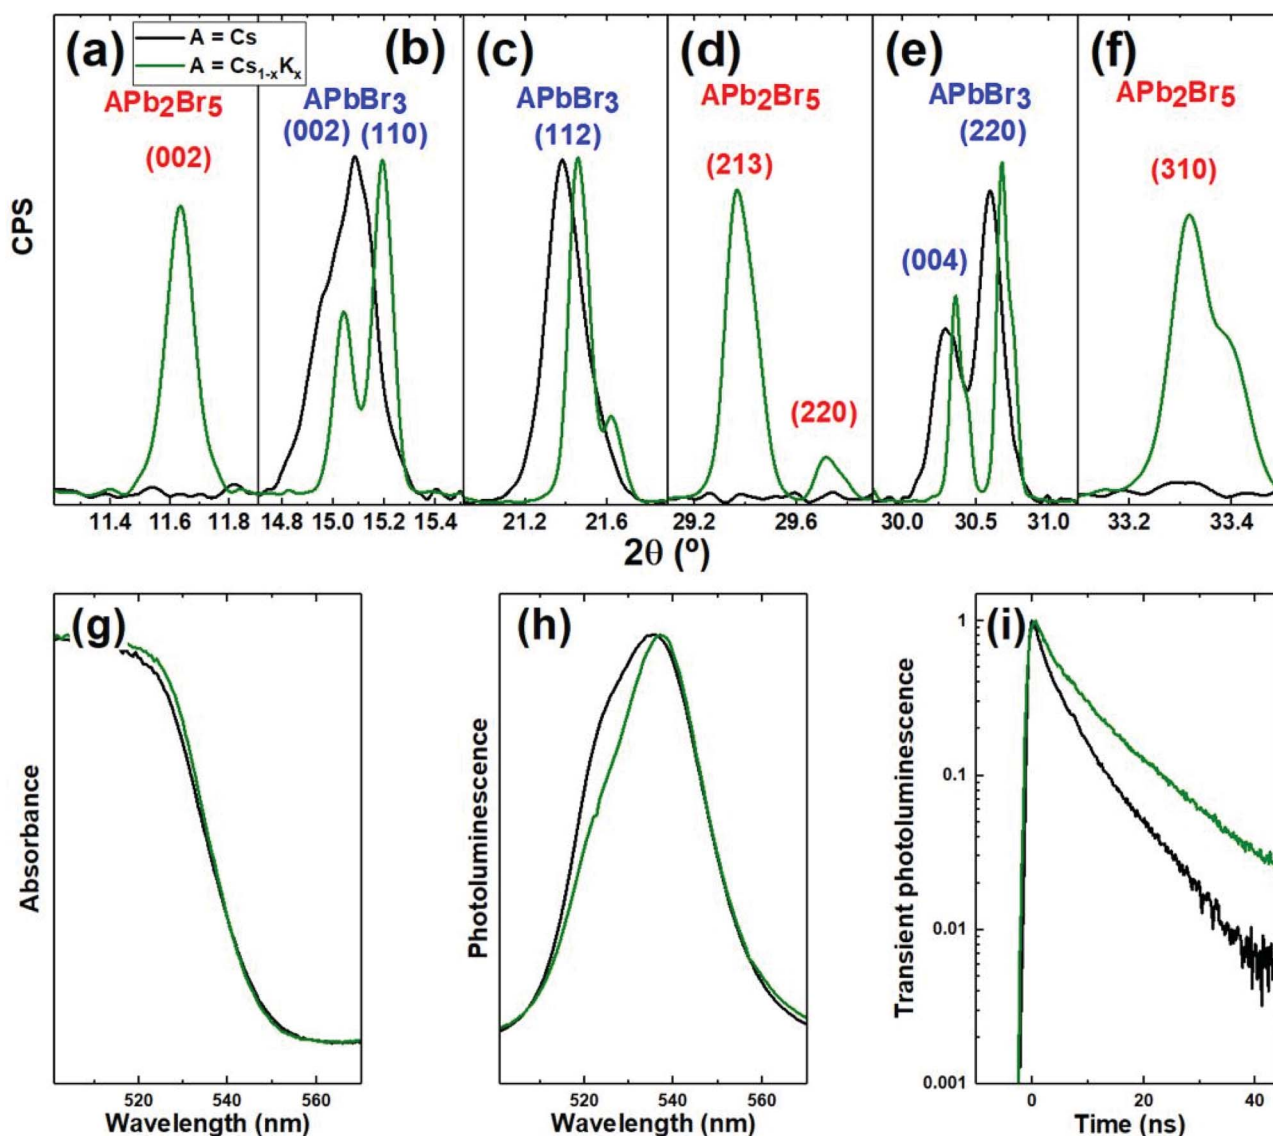 (a)
A = Cs
A = Cs1-xKx
(b)
(c)
(d)
(e)
(f)
APb2Br5
(002)
APbBr3
(002) (110)
APbBr3
(112)
APb2Br5
(213)
(220)
APbBr3
(220)
(004)
APb2Br5
(310)
CPS
11.4 11.6 11.8 14.8 15.0 15.2 15.4 21.2 21.6 29.2 29.6 30.0 30.5 31.0 33.2 33.4
2θ (º)
(g)
Absorbance
520 540 560
Wavelength (nm)
(h)
Photoluminescence
520 540 560
Wavelength (nm)
(i)
Transient photoluminescence
1
0.1
0.01
0.001
0 20 40
Time (ns)